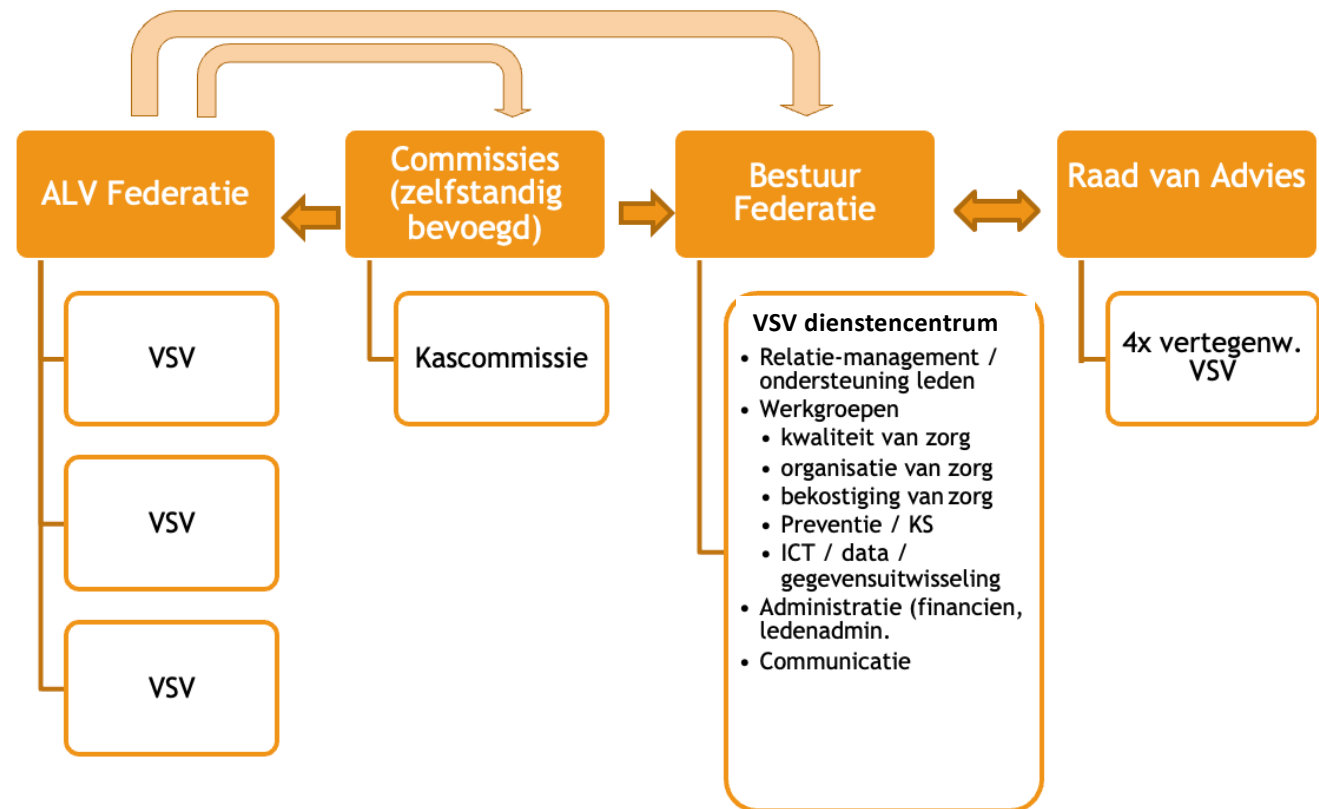 ALV Federatie
VSV
VSV
VSV
Commissies
(zelfstandig
bevoegd)
Kascommissie
Bestuur
Federatie
VSV dienstencentrum
• Relatie-management /
ondersteuning leden
• Werkgroepen
• kwaliteit van zorg
• organisatie van zorg
• bekostiging van zorg
• Preventie / KS
• ICT / data /
gegevensuitwisseling
• Administratie (financien,
ledenadmin.
• Communicatie
Raad van Advies
4x vertegenw.
VSV